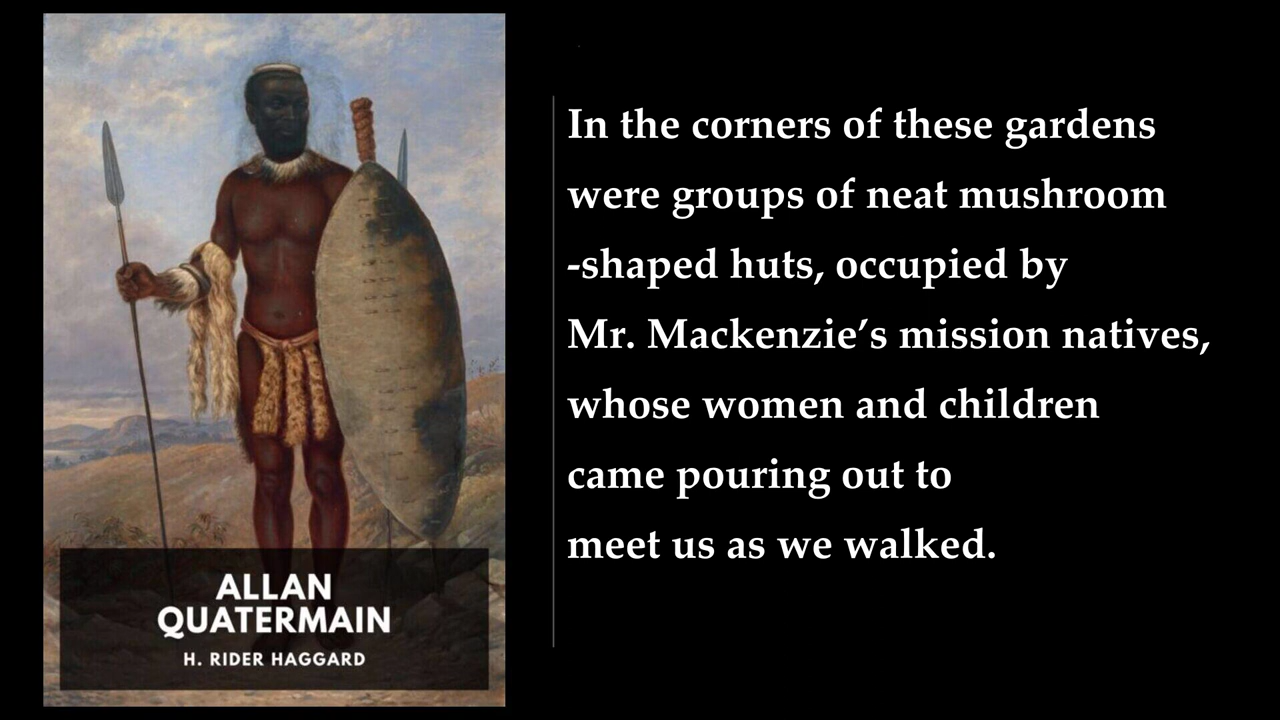 In the corners of these gardens
were groups of neat mushroom
-shaped huts, occupied by
Mr. Mackenzie’s mission natives,
whose women and children
came pouring out to
meet us as we walked.
ALLAN
QUATERMAIN
H. RIDER HAGGARD